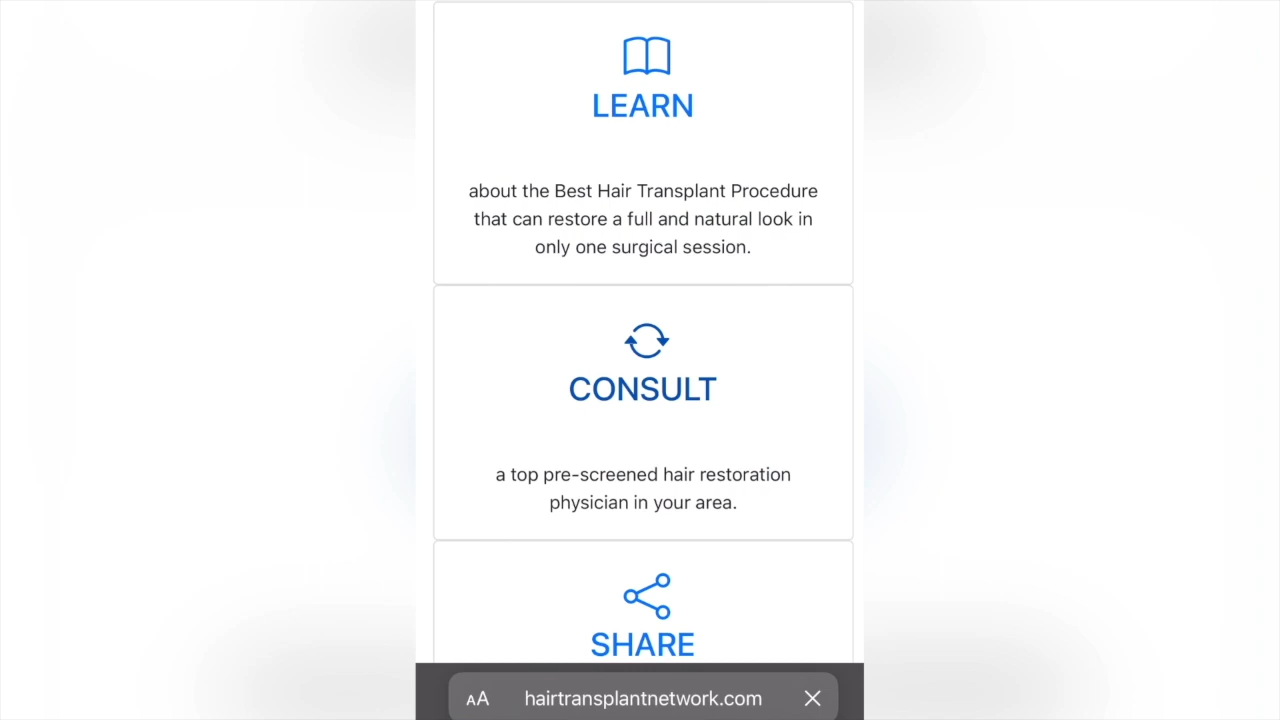 LEARN
about the Best Hair Transplant Procedure
that can restore a full and natural look in
only one surgical session.
CONSULT
a top pre-screened hair restoration
physician in your area.
SHARE
AA hairtransplantnetwork.com